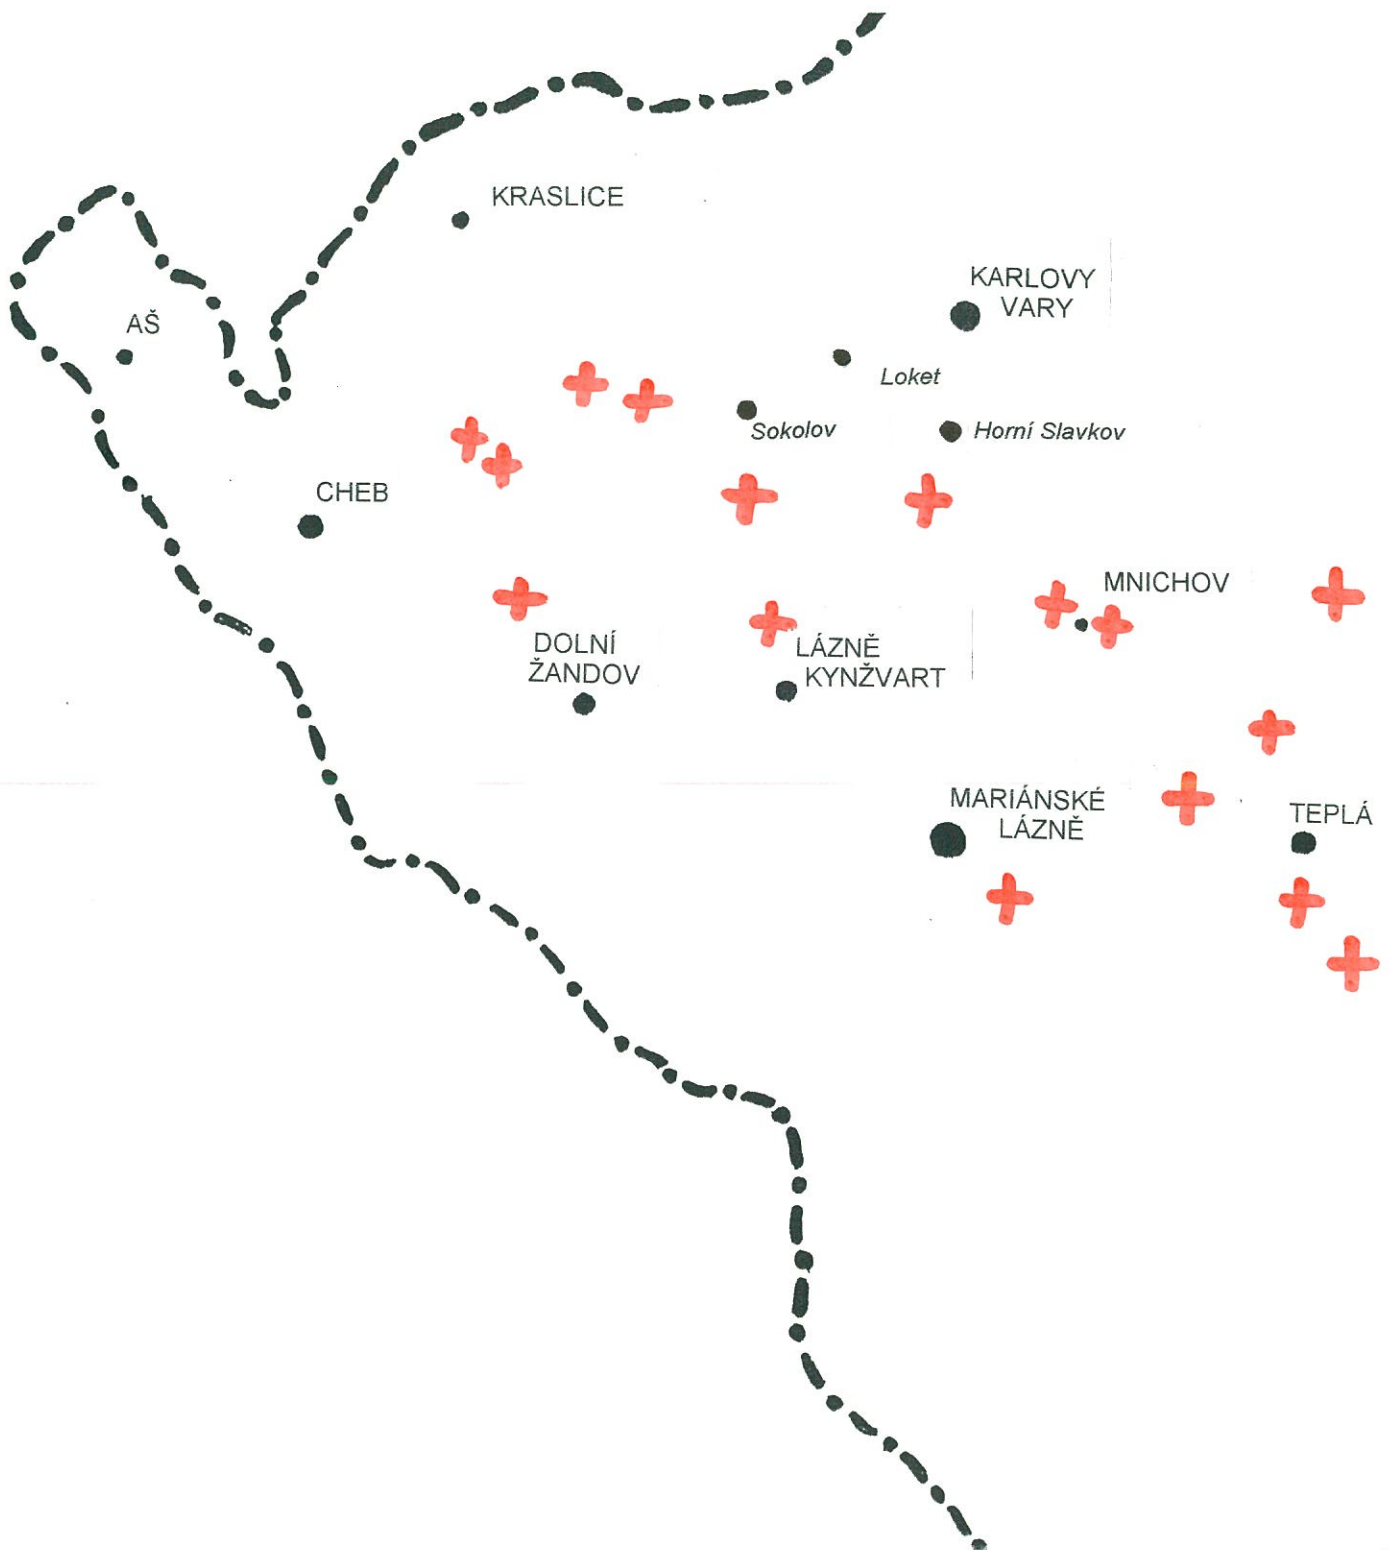 KRASLICE
KARLOVY
VARY
AŠ
Loket
Sokolov
Horní Slavkov
CHEB
MNICHOV
DOLNÍ
ŽANDOV
LÁZNĚ
KYNŽVART
MARIÁNSKÉ
LÁZNĚ
TEPLÁ